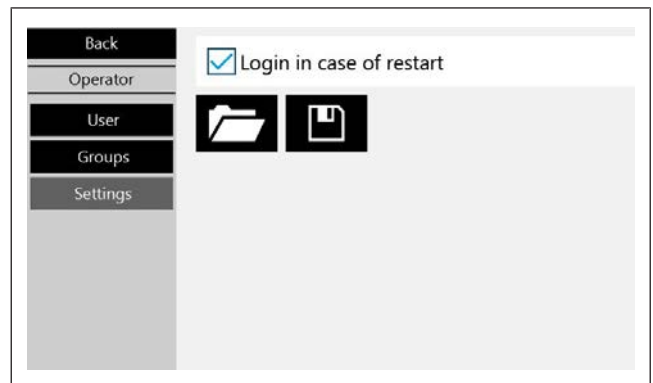 Back
Operator
User
Groups
Settings
Login in case of restart